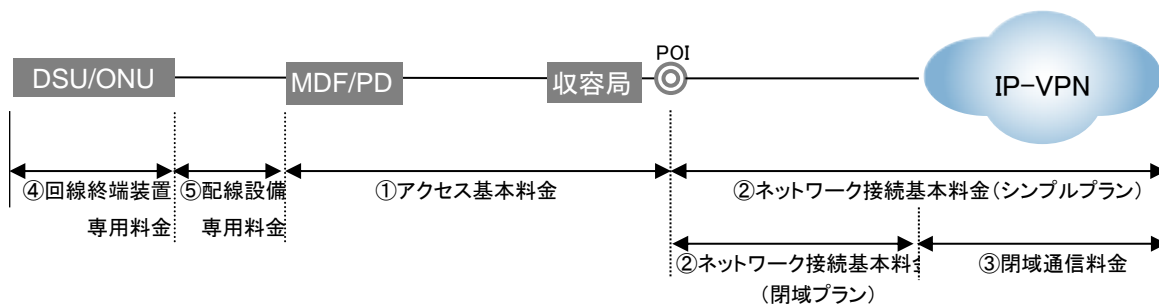 POI
DSU/ONU
MDF/PD
収容局
IP-VPN
④回線終端装置
専用料金
⑤配線設備
専用料金
①アクセス基本料金
②ネットワーク接続基本料金(シンプルプラン)
②ネットワーク接続基本料金
(閉域プラン)
③閉域通信料金